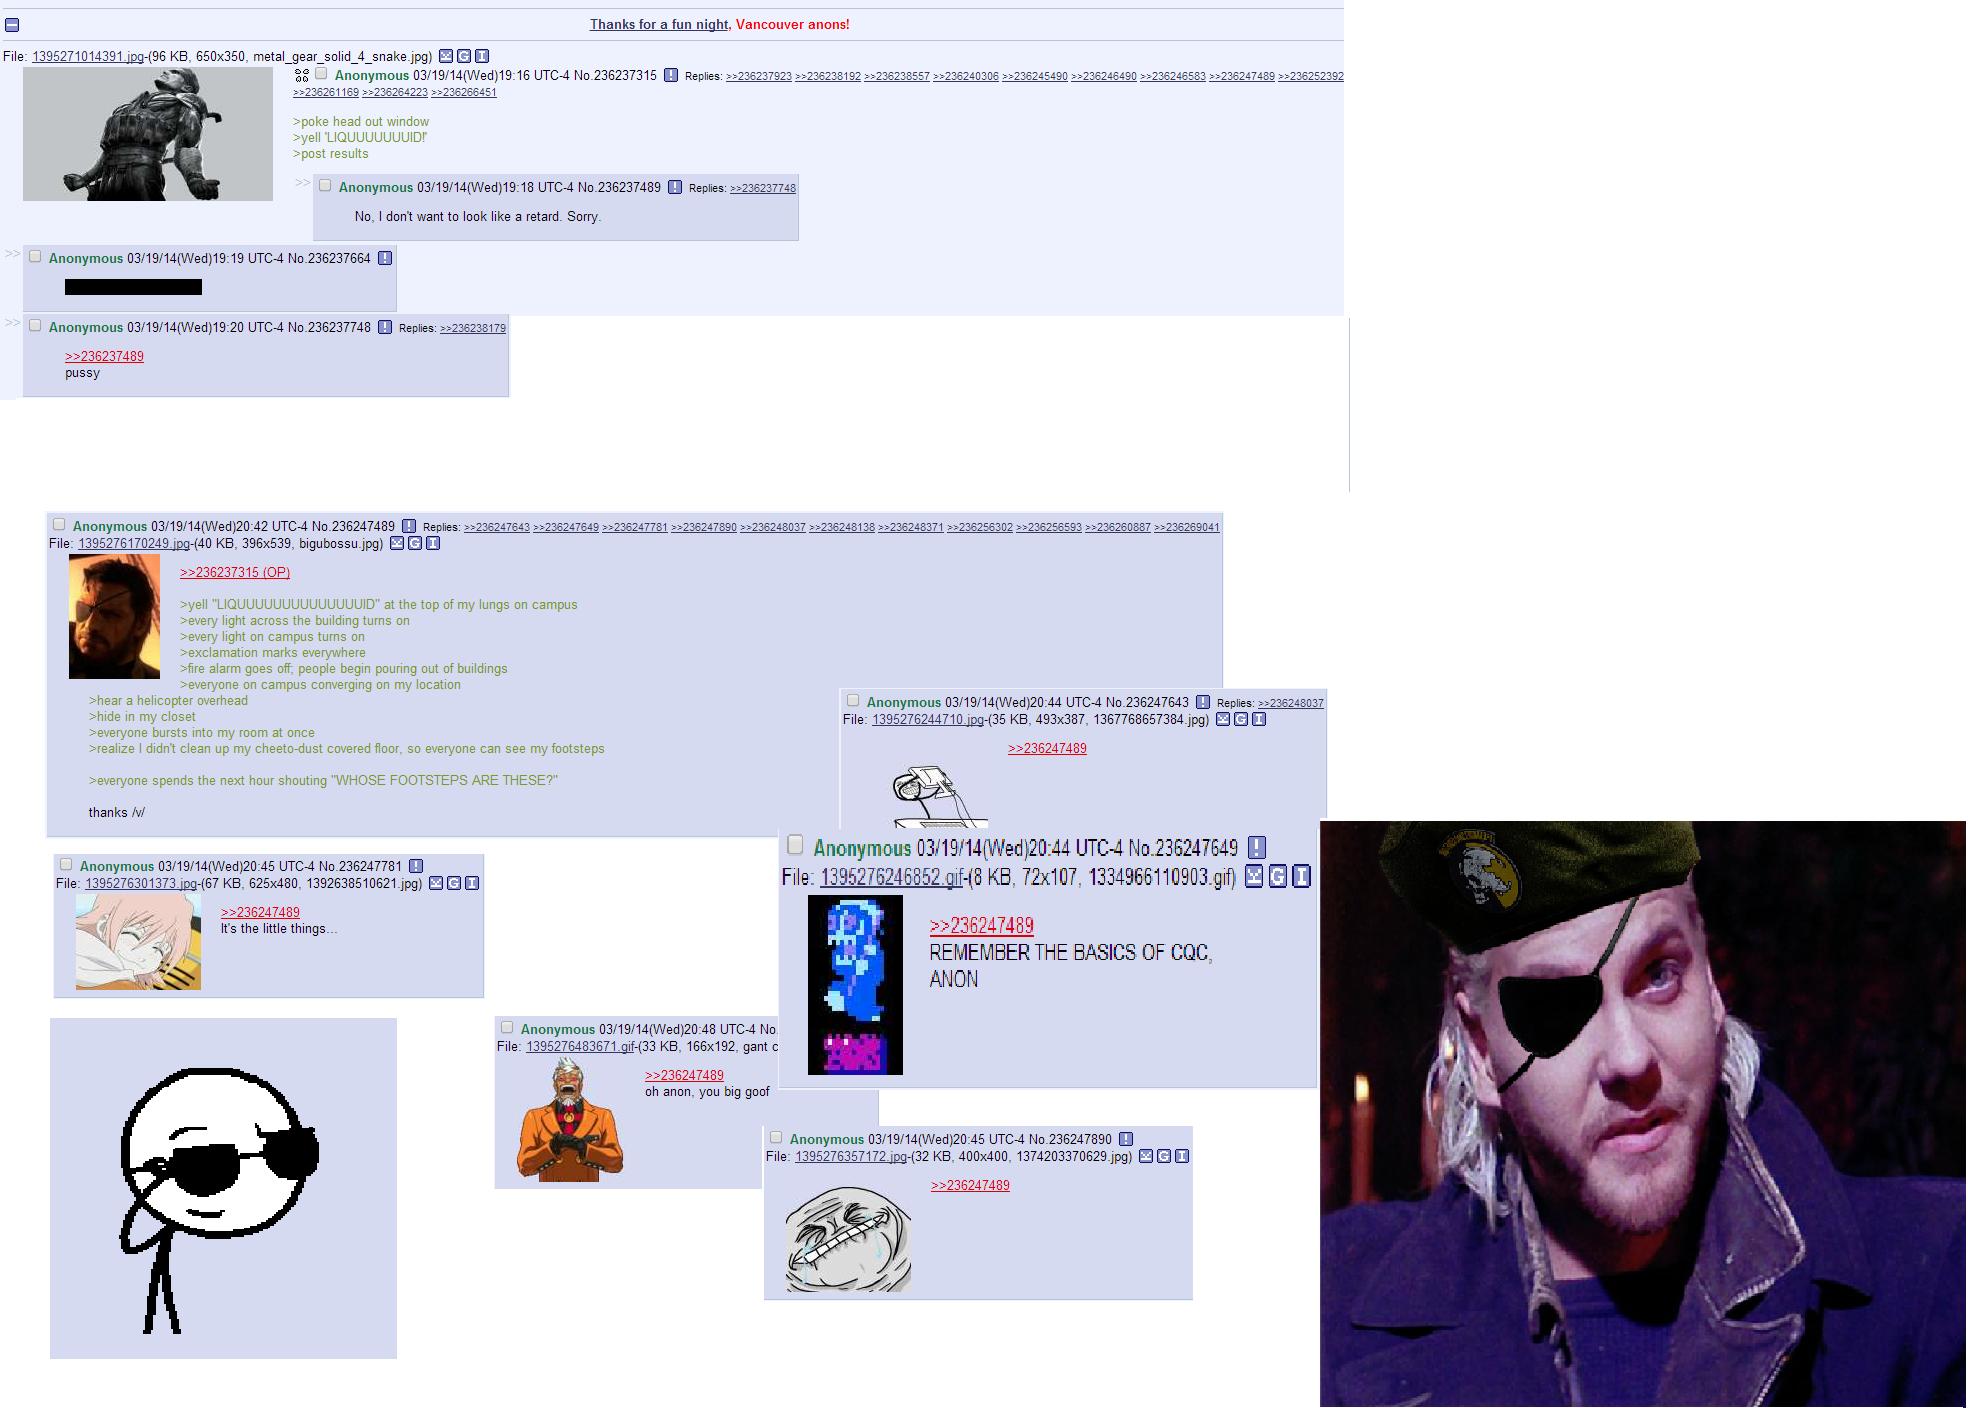 Thanks for a fun night, Vancouver anons!
File: 1395271014391.jpg-(96 KB, 650x350, metal_gear_solid_4_snake.jpg)
Anonymous 03/19/14(Wed)19:16 UTC-4 No.236237315 Replies: >>236237923 >>236238192 >>236238557 >>236240306 >>236245490 >>236246490 >>236246583 >>236247489 >>236252392
>>236261169 >>236264223 >>236266451
>poke head out window
>yell 'LIQUUUUUUUID!'
>post results
>> Anonymous 03/19/14(Wed)19:18 UTC-4 No.236237489 Replies: >>236237748
No, I don't want to look like a retard. Sorry.
>> Anonymous 03/19/14(Wed)19:19 UTC-4 No.236237664
>> Anonymous 03/19/14(Wed)19:20 UTC-4 No.236237748 Replies: >>236238179
>>236237489
pussy
Anonymous 03/19/14(Wed)20:42 UTC-4 No.236247489 Replies: >>236247643 >>236247649 >>236247781 >>236247890 >>236248037 >>236248138 >>236248371 >>236256302 >>236256593 >>236260887 >>236269041
File: 1395276170249.jpg-(40 KB, 396x539, bigubossu.jpg)
>>236237315 (OP)
>yell "LIQUUUUUUUUUUUUUUID" at the top of my lungs on campus
>every light across the building turns on
>every light on campus turns on
>exclamation marks everywhere
>fire alarm goes off; people begin pouring out of buildings
>everyone on campus converging on my location
>hear a helicopter overhead
>hide in my closet
>everyone bursts into my room at once
>realize I didn't clean up my cheeto-dust covered floor, so everyone can see my footsteps
>everyone spends the next hour shouting "WHOSE FOOTSTEPS ARE THESE?"
thanks /v/
Anonymous 03/19/14(Wed)20:44 UTC-4 No.236247643 Replies: >>236248037
File: 1395276244710.jpg-(35 KB, 493x387, 1367768657384.jpg)
>>236247489
Anonymous 03/19/14(Wed)20:44 UTC-4 No.236247649
File: 1395276246852.gif-(8 KB, 72x107, 1334966110903.gif)
>>236247489
REMEMBER THE BASICS OF CQC,
ANON
Anonymous 03/19/14(Wed)20:45 UTC-4 No.236247781
File: 1395276301373.jpg-(67 KB, 625x480, 1392638510621.jpg)
>>236247489
It's the little things...
Anonymous 03/19/14(Wed)20:48 UTC-4 No
File: 1395276483671.gif-(33 KB, 166x192, gant c
>>236247489
oh anon, you big goof
Anonymous 03/19/14(Wed)20:45 UTC-4 No.236247890
File: 1395276357172.jpg-(32 KB, 400x400, 1374203370629.jpg)
>>236247489